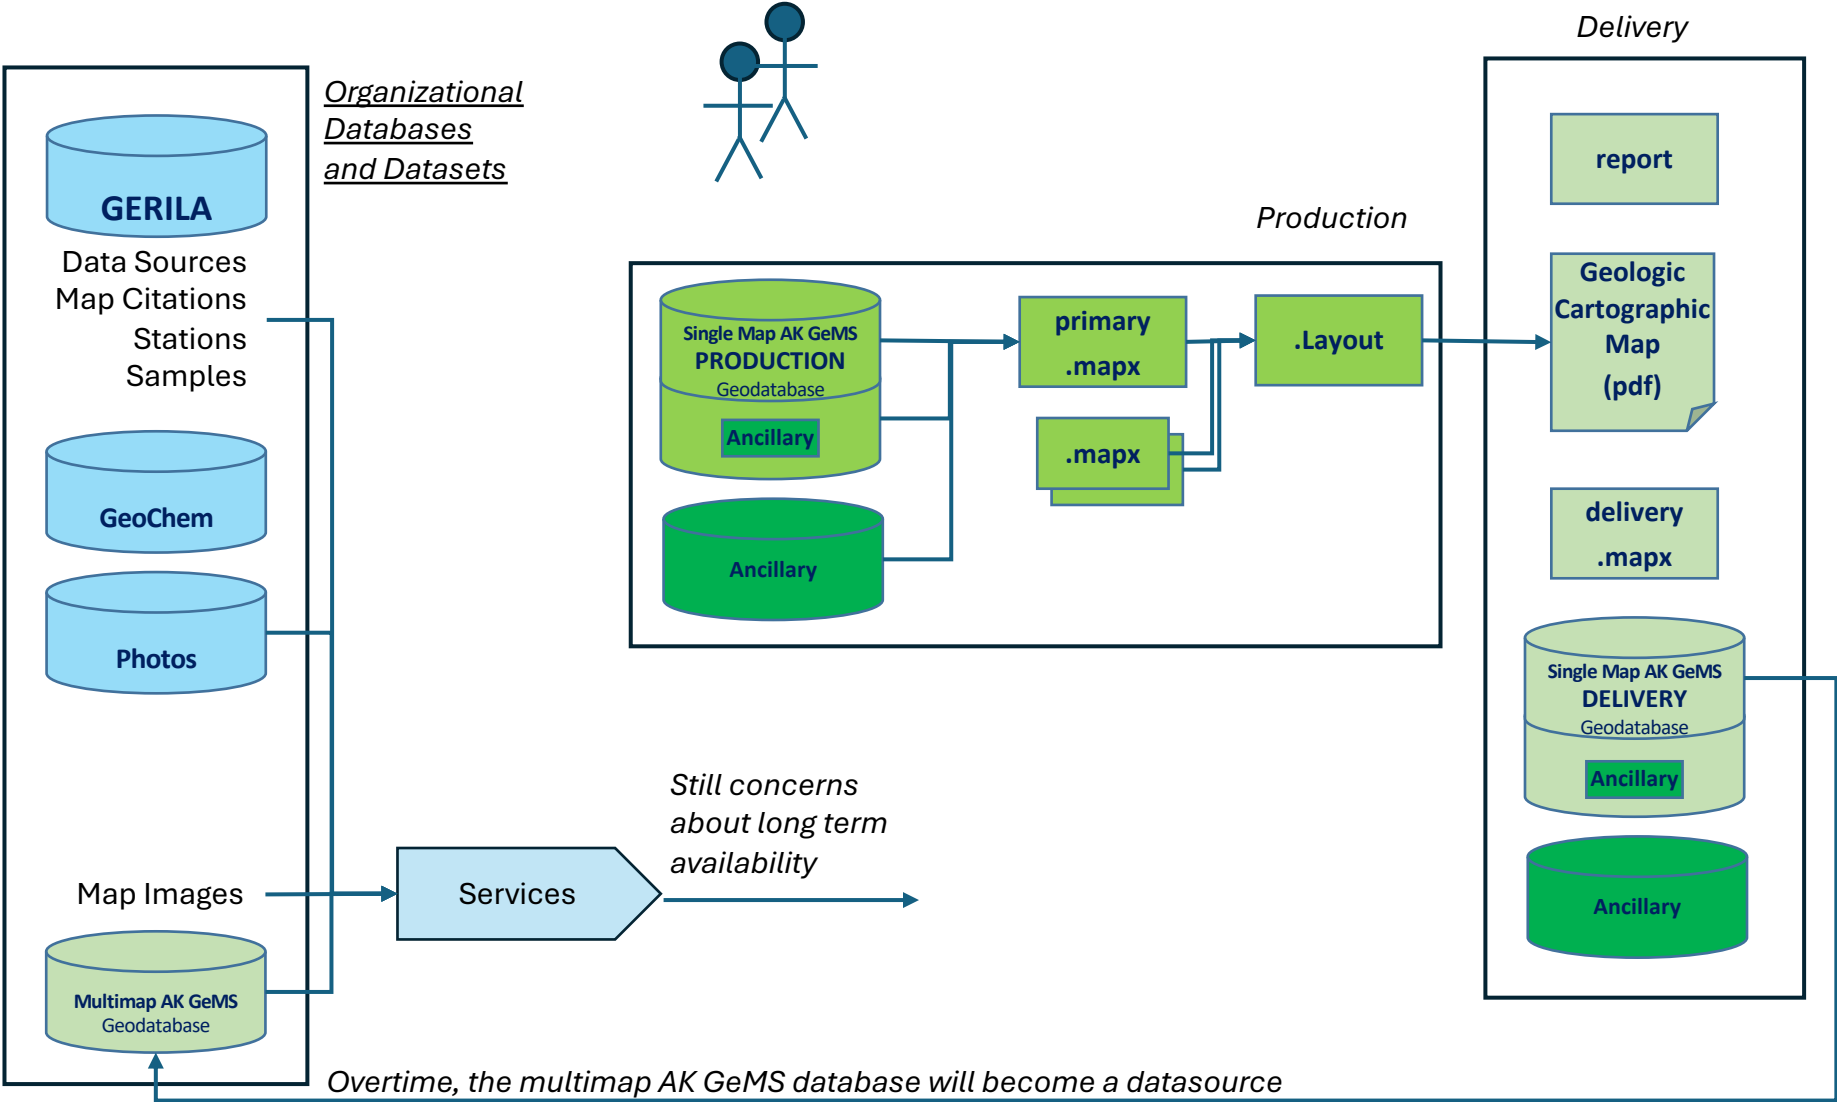 Organizational
Databases
and Datasets
GERILA
Data Sources
Map Citations
Stations
Samples
GeoChem
Photos
Map Images
Multimap AK GeMS
Geodatabase
Services
Still concerns
about long term
availability
Production
Single Map AK GeMS
PRODUCTION
Geodatabase
Ancillary
Ancillary
primary
.mapx
.mapx
.Layout
Delivery
report
Geologic
Cartographic
Map
(pdf)
delivery
.mapx
Single Map AK GeMS
DELIVERY
Geodatabase
Ancillary
Ancillary
Overtime, the multimap AK GeMS database will become a datasource